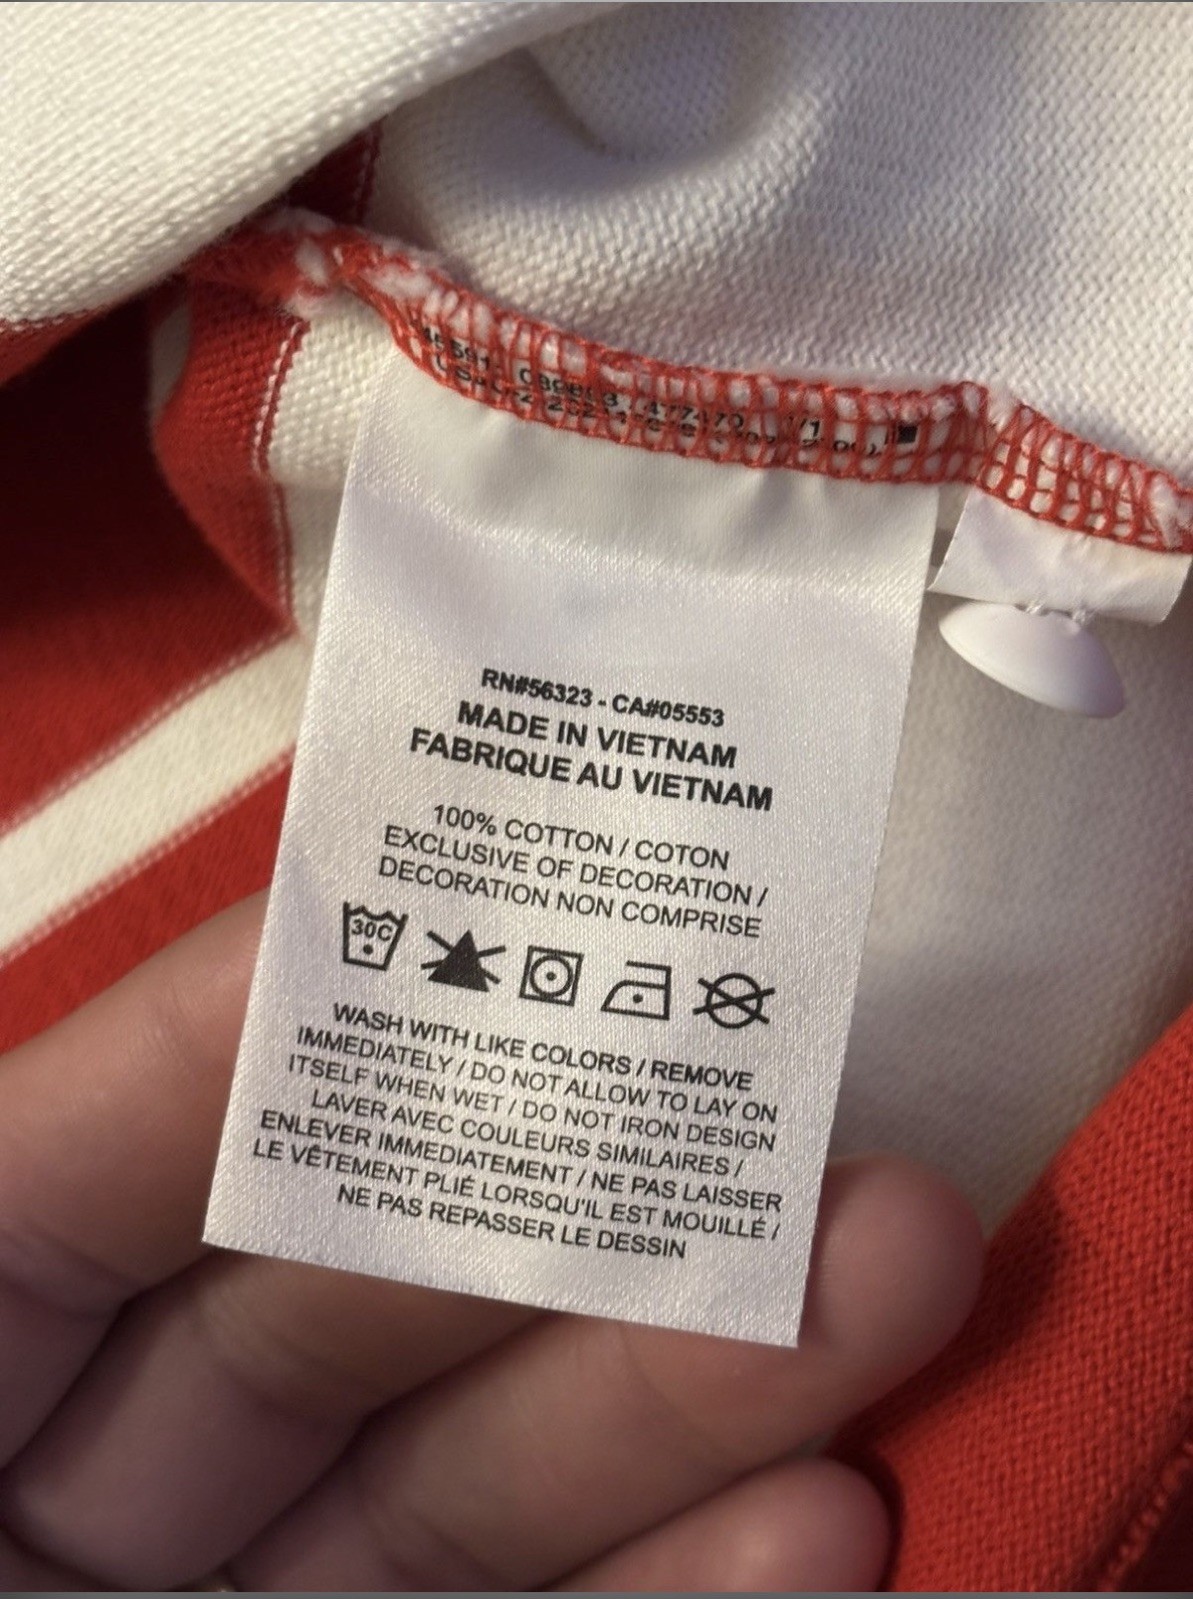 RN#56323 - CA#05553
MADE IN VIETNAM
FABRIQUE AU VIETNAM
100% COTTON / COTON
EXCLUSIVE OF DECORATION /
DECORATION NON COMPRISE
30C
WASH WITH LIKE COLORS / REMOVE
IMMEDIATELY / DO NOT ALLOW TO LAY ON
ITSELF WHEN WET / DO NOT IRON DESIGN
LAVER AVEC COULEURS SIMILAIRES /
ENLEVER IMMEDIATEMENT / NE PAS LAISSER
LE VÊTEMENT PLIÉ LORSQU'IL EST MOUILLÉ /
NE PAS REPASSER LE DESSIN